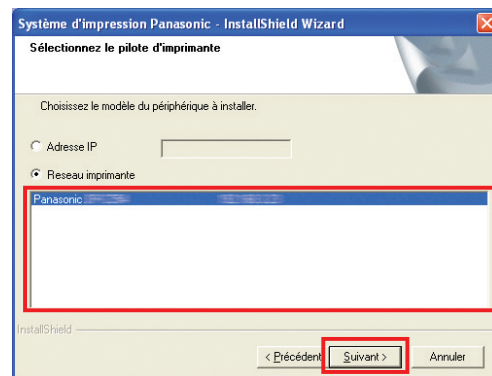 Système d'impression Panasonic - InstallShield Wizard
Sélectionnez le pilote d'imprimante
Choisissez le modèle du périphérique à installer.
Adresse IP
Reseau imprimante
Panasonic
InstallShield
< Précédent Suivant > Annuler